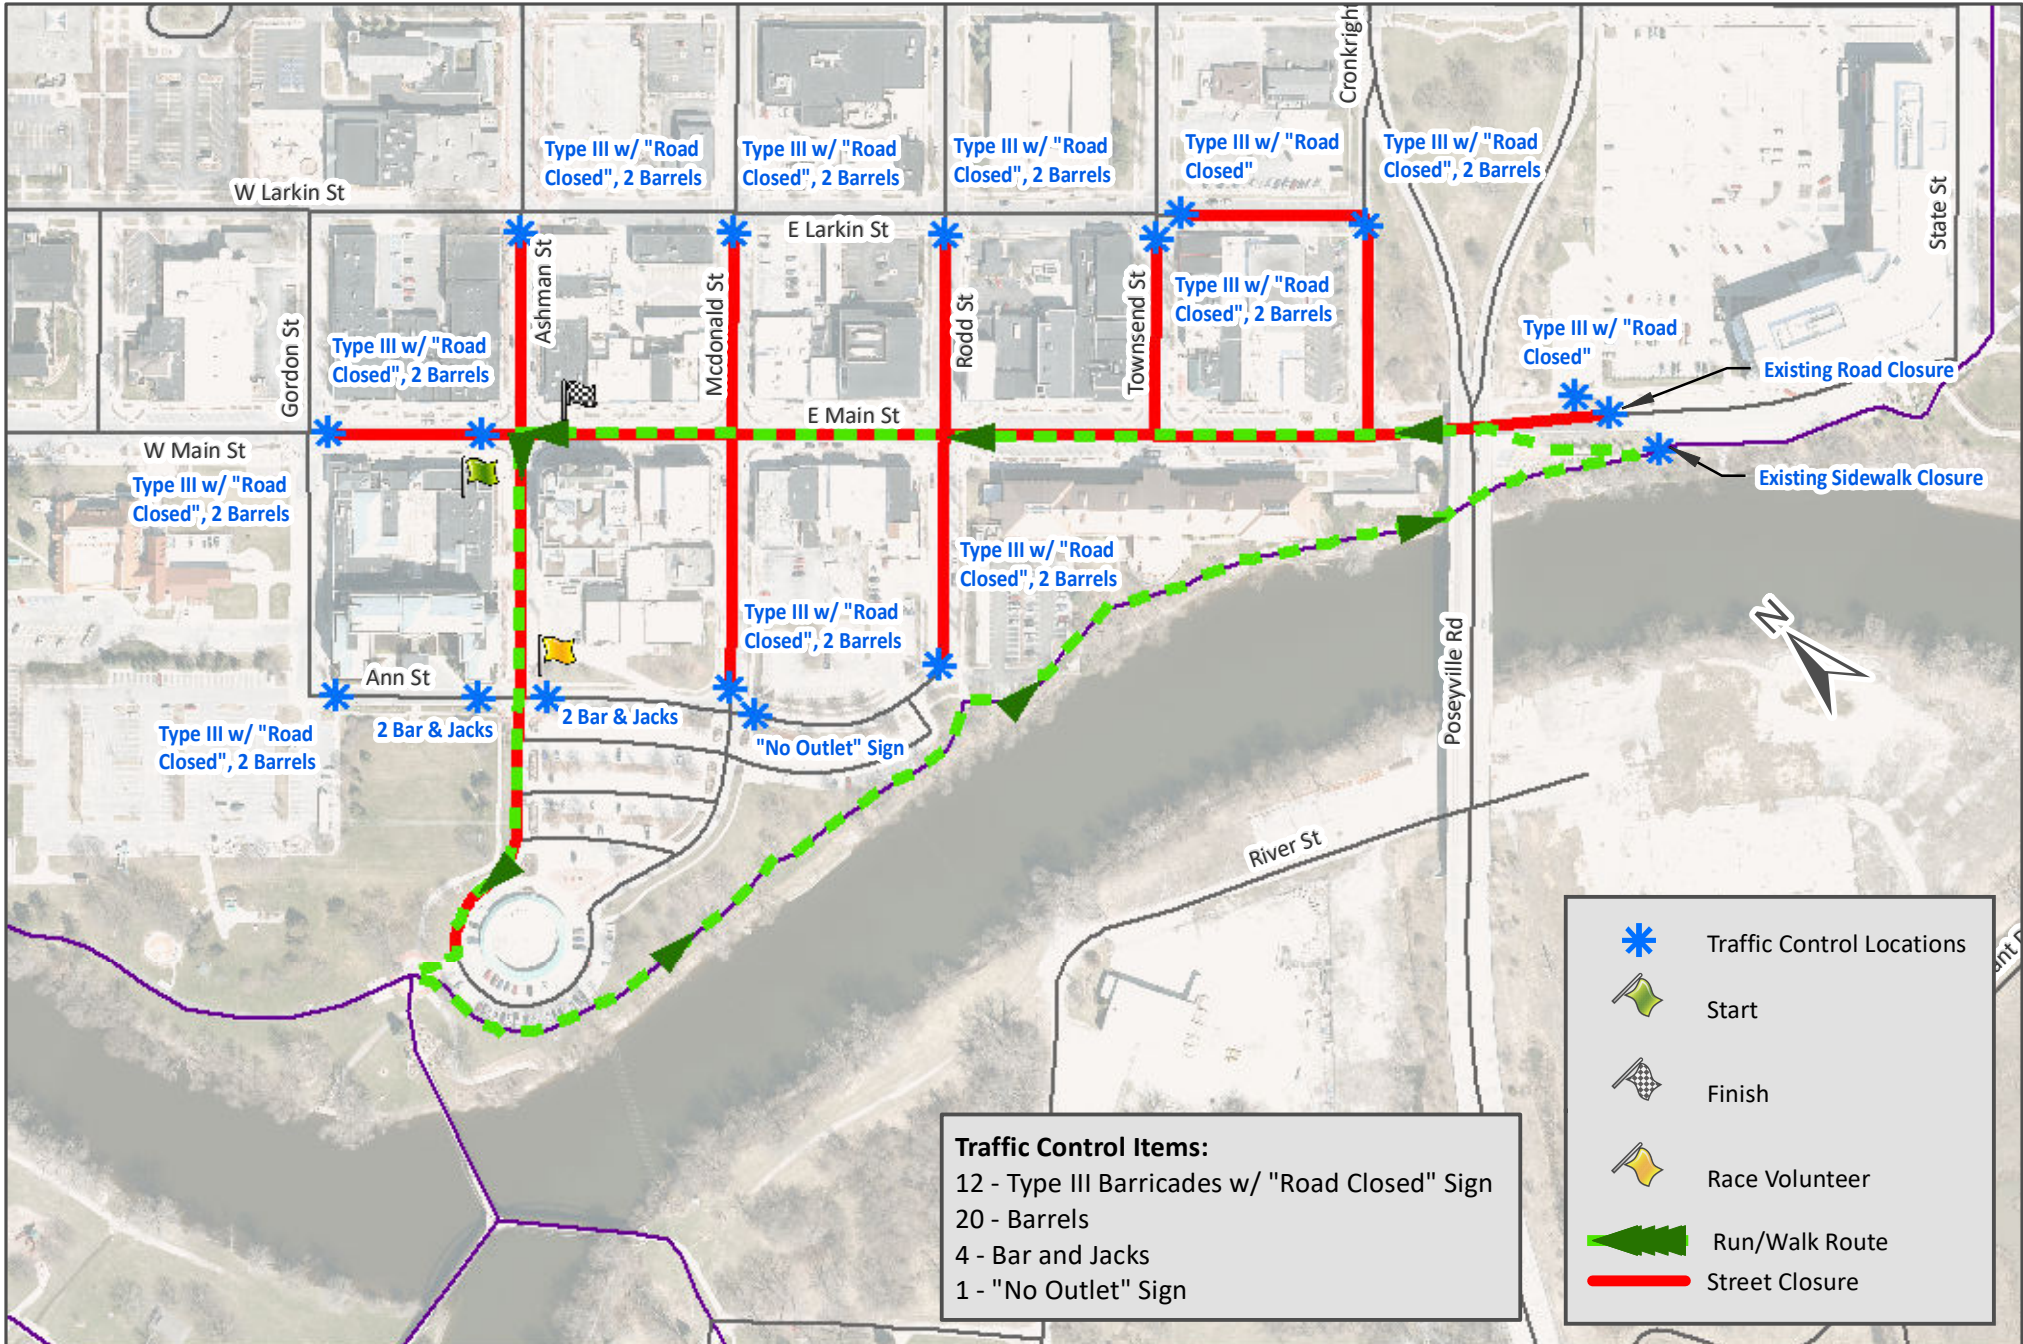 Cronkright
Type III w/ "Road
Closed", 2 Barrels
Type III w/ "Road
Closed", 2 Barrels
Type III w/ "Road
Closed", 2 Barrels
Type III w/ "Road
Closed"
Type III w/ "Road
Closed", 2 Barrels
W Larkin St
E Larkin St
State St
Ashman St
Mcdonald St
Rodd St
Townsend St
Gordon St
Type III w/ "Road
Closed", 2 Barrels
Type III w/ "Road
Closed", 2 Barrels
Type III w/ "Road
Closed"
Existing Road Closure
E Main St
W Main St
Type III w/ "Road
Closed", 2 Barrels
Existing Sidewalk Closure
Type III w/ "Road
Closed", 2 Barrels
Type III w/ "Road
Closed", 2 Barrels
N
Poseyville Rd
Ann St
2 Bar & Jacks
2 Bar & Jacks
Type III w/ "Road
Closed", 2 Barrels
"No Outlet" Sign
River St
Traffic Control Items:
12 - Type III Barricades w/ "Road Closed" Sign
20 - Barrels
4 - Bar and Jacks
1 - "No Outlet" Sign
Traffic Control Locations
Start
Finish
Race Volunteer
Run/Walk Route
Street Closure